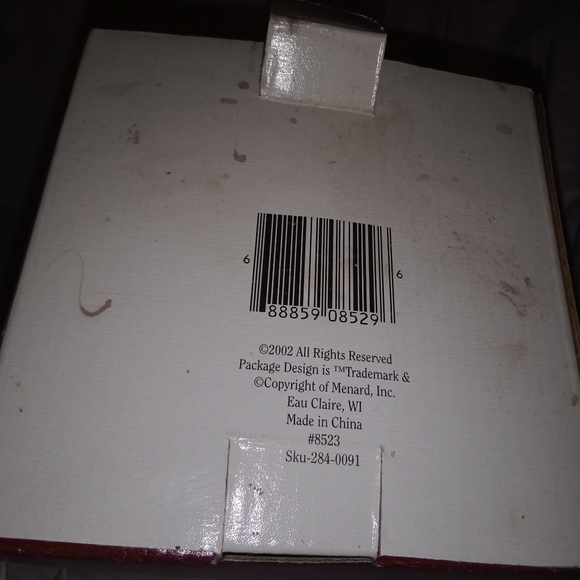 6 88859 08529 6
©2002 All Rights Reserved
Package Design is ™Trademark &
©Copyright of Menard, Inc.
Eau Claire, WI
Made in China
#8523
Sku-284-0091